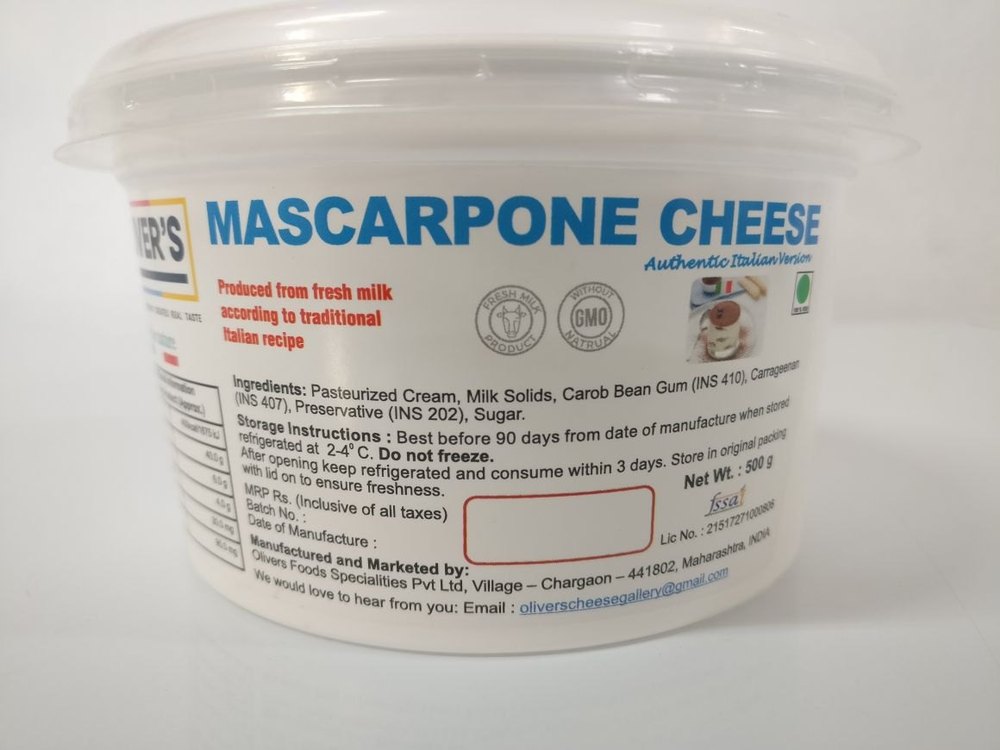 MASCARPONE CHEESE
Authentic Italian Version
VER'S
REAL TASTE
Produced from fresh milk
according to traditional
Italian recipe
FRESH MILK
PRODUCT
WITHOUT
GMO
NATRUAL
Ingredients: Pasteurized Cream, Milk Solids, Carob Bean Gum (INS 410), Carrageenan
(INS 407), Preservative (INS 202), Sugar.
Storage Instructions : Best before 90 days from date of manufacture when stored
refrigerated at 2-4° C. Do not freeze.
After opening keep refrigerated and consume within 3 days. Store in original packing
with lid on to ensure freshness.
Net Wt. : 500 g
MRP Rs. (Inclusive of all taxes)
Batch No. :
Date of Manufacture :
fssai
Lic No. : 21517271000806
Manufactured and Marketed by:
Olivers Foods Specialities Pvt Ltd, Village – Chargaon – 441802, Maharashtra, INDIA
We would love to hear from you: Email : oliverscheesegallery@gmail.com